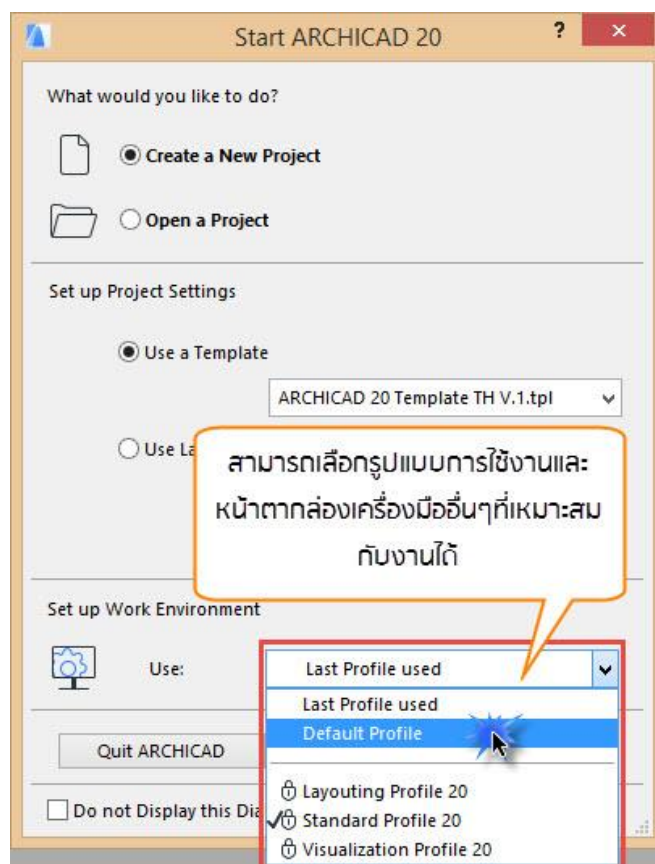 Start ARCHICAD 20
?
×
What would you like to do?
Create a New Project
Open a Project
Set up Project Settings
Use a Template
ARCHICAD 20 Template TH V.1.tpl
Use La
สามารถเลือกรูปแบบการใช้งานและ
หน้าตากล่องเครื่องมืออื่นๆที่เหมาะสม
กับงานได้
Set up Work Environment
Use:
Last Profile used
Last Profile used
Default Profile
Quit ARCHICAD
Layouting Profile 20
Do not Display this Dia
Standard Profile 20
Visualization Profile 20